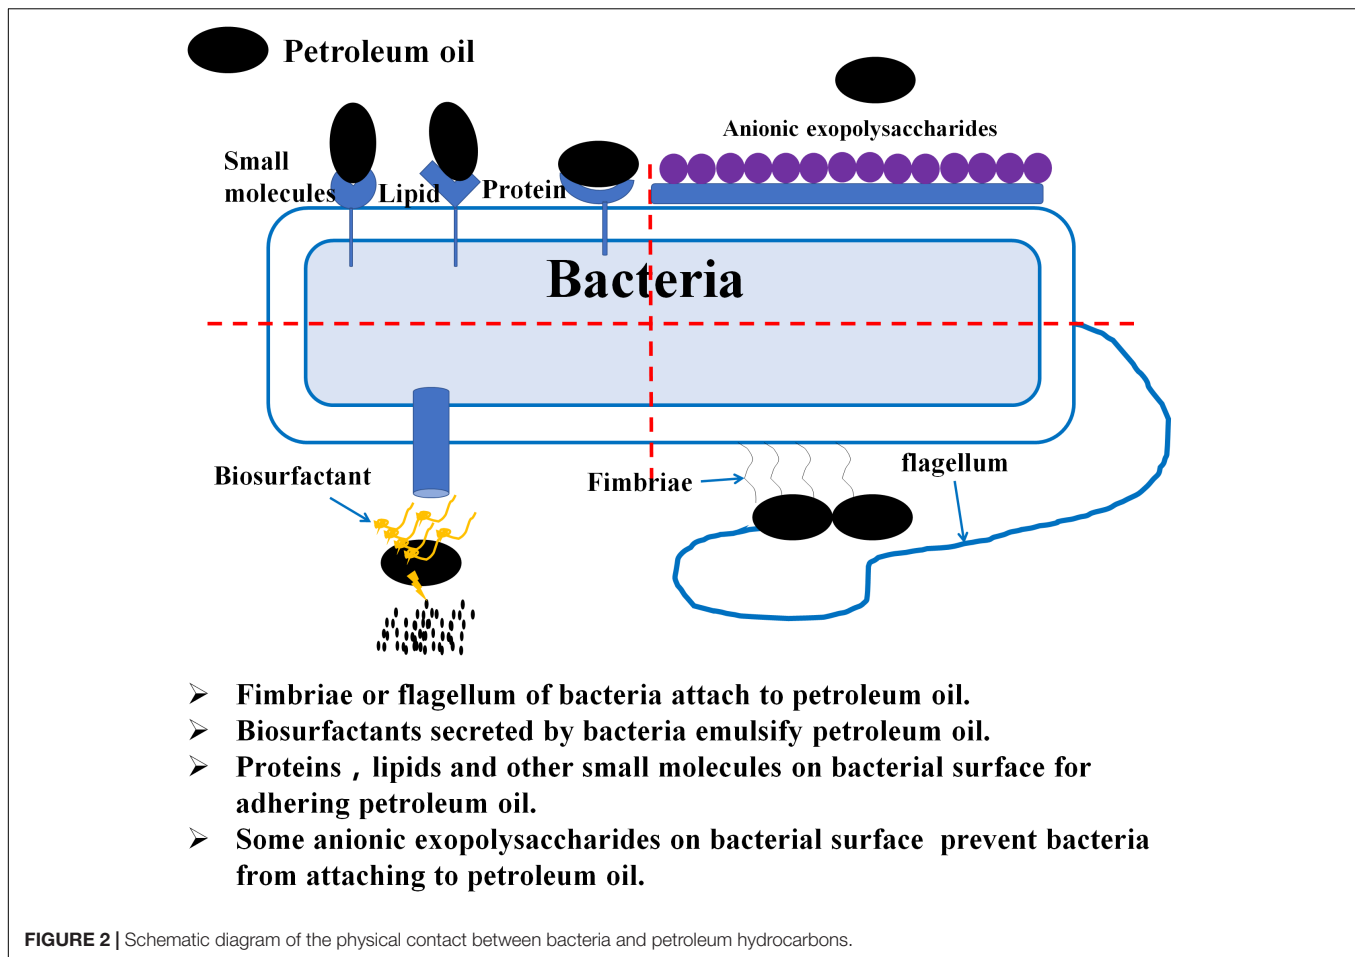 Petroleum oil
Anionic exopolysaccharides
Small
molecules
Lipid
Protein
Bacteria
Biosurfactant
Fimbriae
flagellum
➢ Fimbriae or flagellum of bacteria attach to petroleum oil.
➢ Biosurfactants secreted by bacteria emulsify petroleum oil.
➢ Proteins , lipids and other small molecules on bacterial surface for
adhering petroleum oil.
➢ Some anionic exopolysaccharides on bacterial surface  prevent bacteria
from attaching to petroleum oil.
FIGURE 2 | Schematic diagram of the physical contact between bacteria and petroleum hydrocarbons.